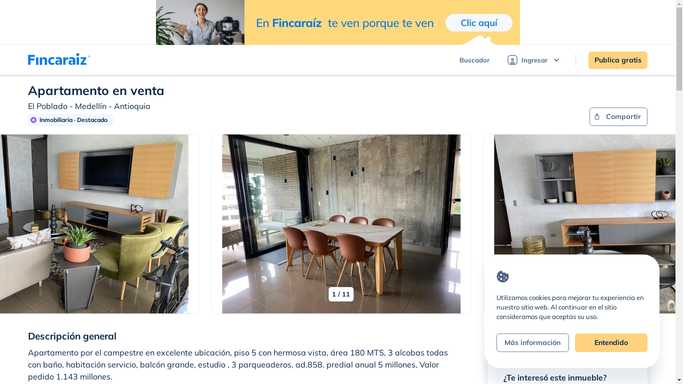 En Fincaraíz te ven porque te ven
Clic aquí
Fincaraíz
Buscador
Ingresar
Publica gratis
Apartamento en venta
El Poblado - Medellín - Antioquia
Inmobiliaria · Destacado
Compartir
1 / 11
Descripción general
Apartamento por el campestre en excelente ubicación, piso 5 con hermosa vista, área 180 MTS, 3 alcobas todas
con baño, habitación servicio, balcón grande, estudio , 3 parqueaderos. ad.858, predial anual 5 millones, Valor
pedido 1.143 millones.
Utilizamos cookies para mejorar tu experiencia en
nuestro sitio web. Al continuar en el sitio
consideramos que aceptas su uso.
Más información
Entendido
¿Te interesó este inmueble?